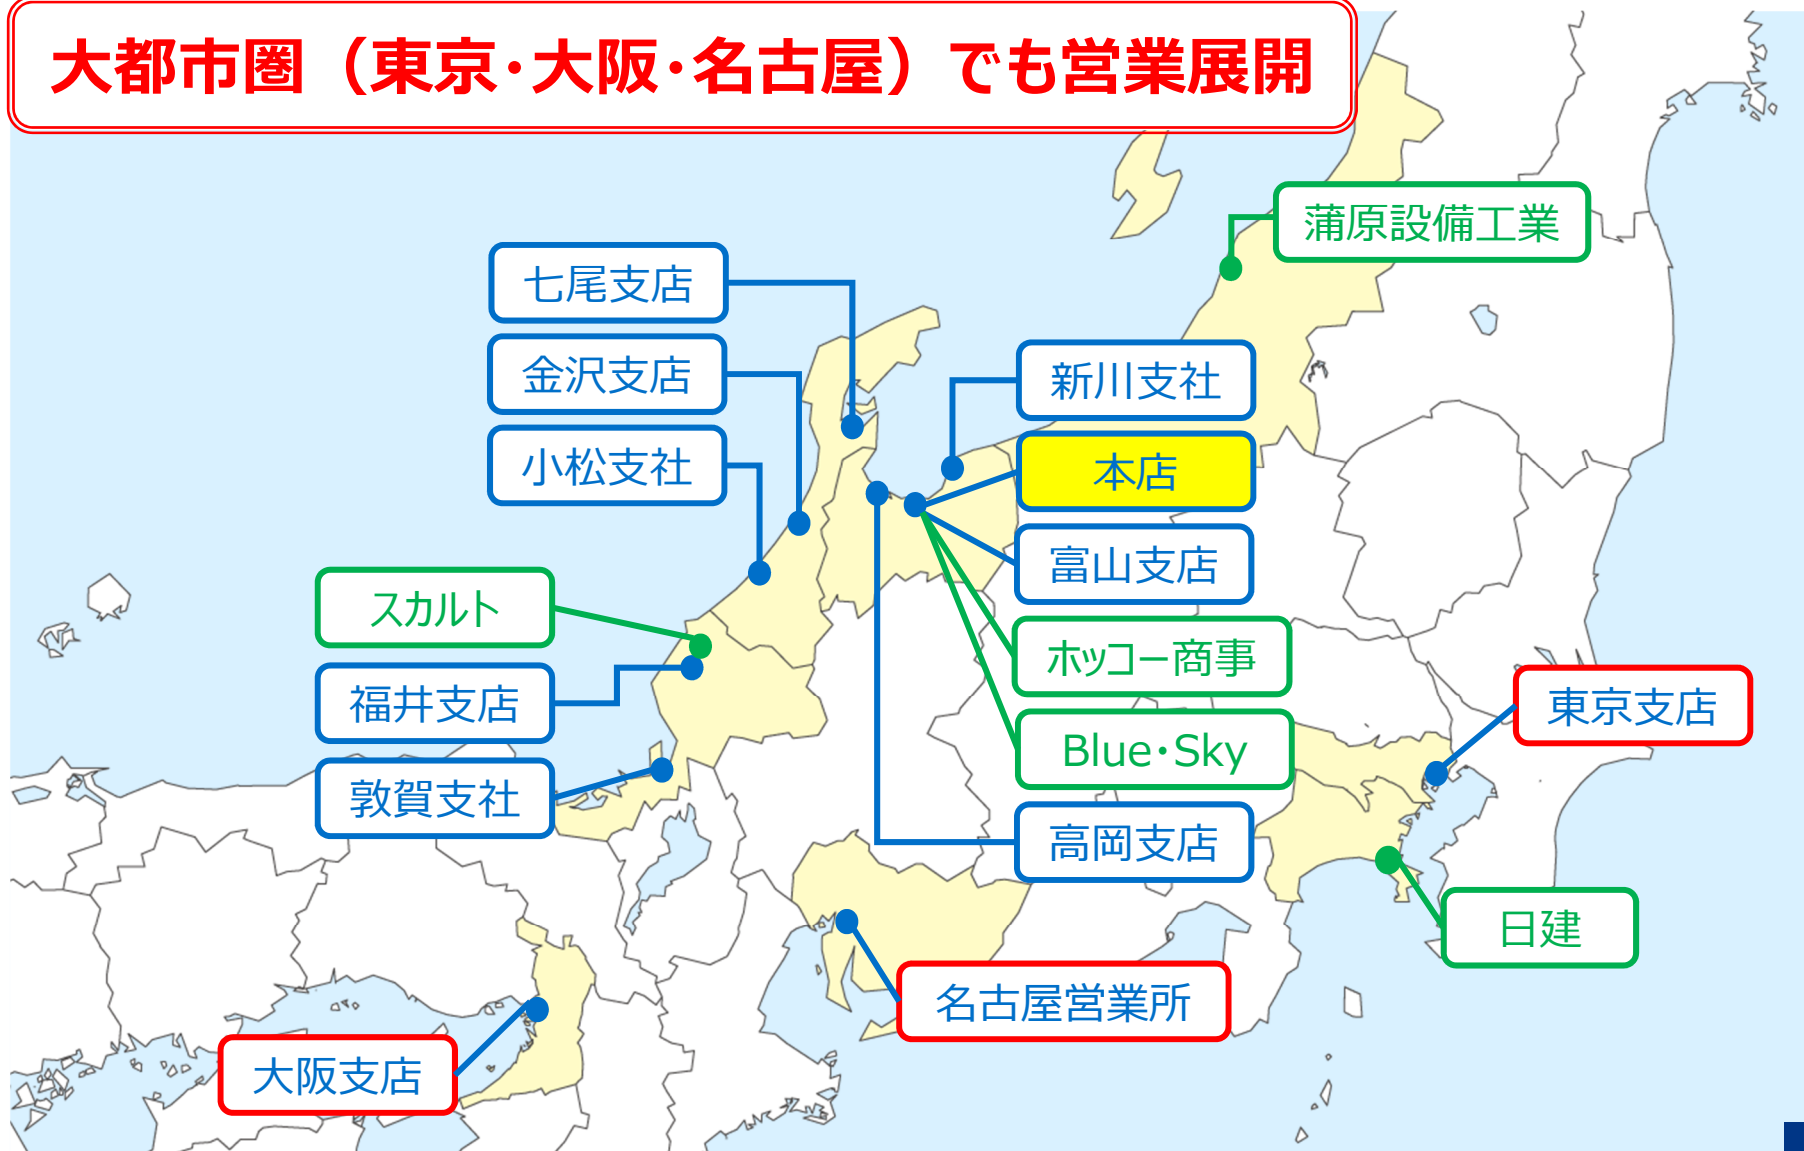 大都市圏（東京・大阪・名古屋）でも営業展開
蒲原設備工業
七尾支店
金沢支店
小松支社
新川支社
本店
富山支店
スカルト
ホッコー商事
福井支店
東京支店
Blue・Sky
敦賀支社
高岡支店
日建
名古屋営業所
大阪支店